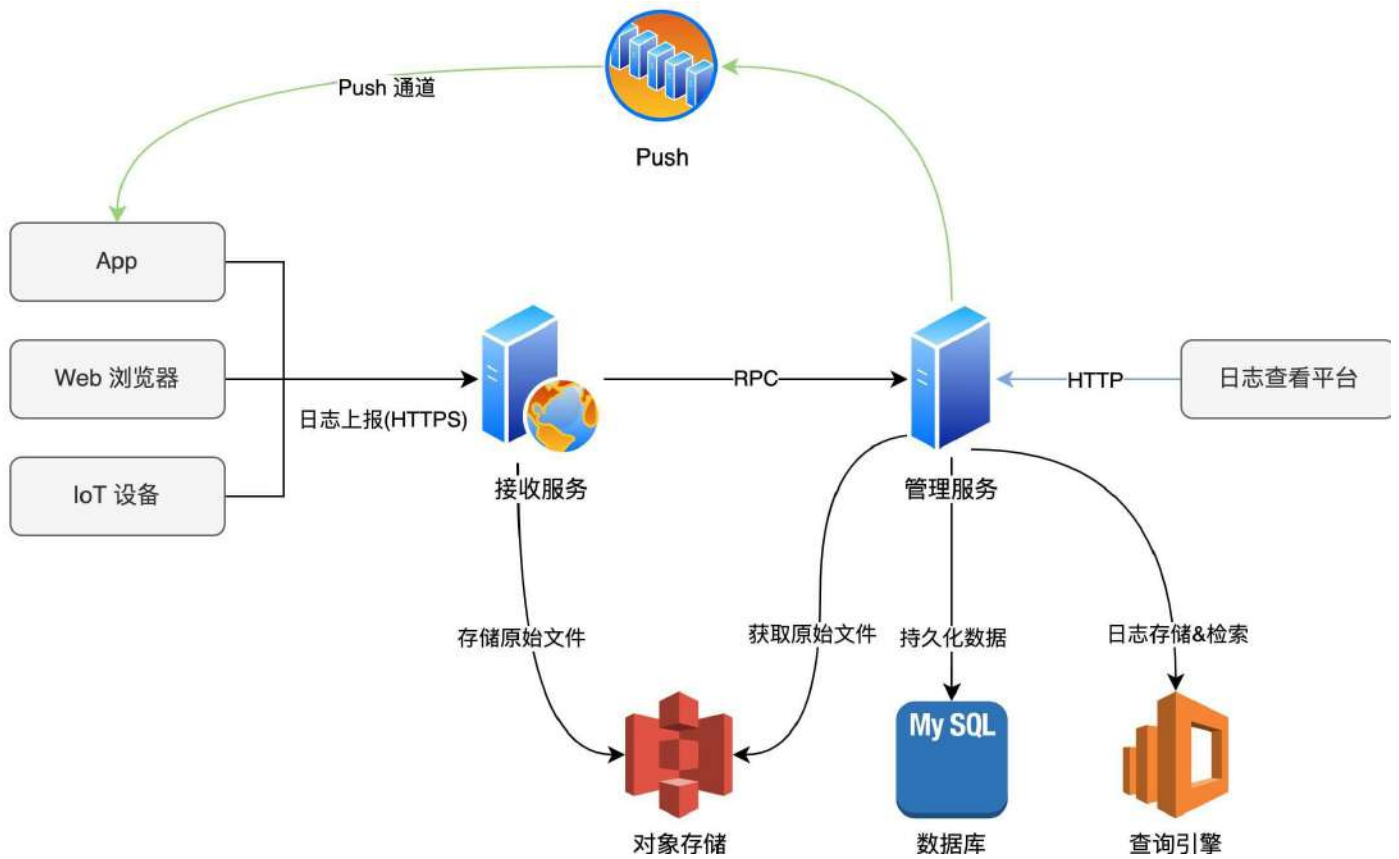 Push 通道
Push
App
Web 浏览器
IoT 设备
日志上报(HTTPS)
接收服务
RPC
管理服务
HTTP
日志查看平台
存储原始文件
获取原始文件
持久化数据
日志存储&检索
My SQL
对象存储
数据库
查询引擎